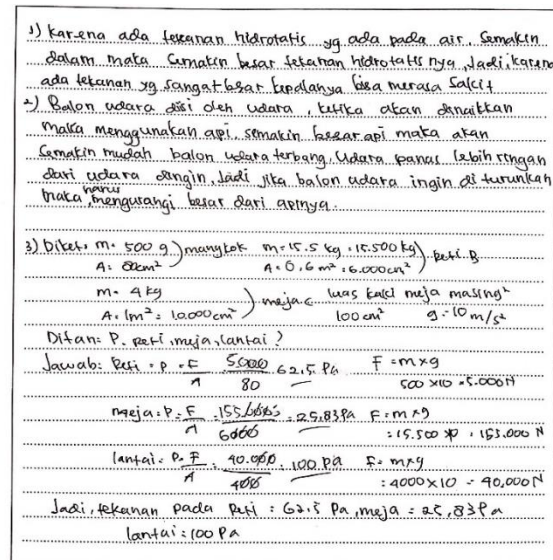 1) Karena ada tekanan hidrotatis yg ada pada air. Semakin
dalam maka semakin besar tekanan hidrotatis nya, Jadi, karena
ada tekanan yg sangat besar kepalanya bisa merasa sakit
2) Balon udara diisi oleh udara, ketika akan dinaikkan
maka menggunakan api. semakin besar api maka akan
semakin mudah balon udara terbang, Udara panas lebih ringan
dari udara dingin, Jadi jika balon udara ingin di turunkan
maka harus mengurangi besar dari apinya.
3) Diket: m = 500 g ) mangkok m = 15.5 kg = 15.500 kg ) Peti B
A = 80 cm² A = 0,6 m² = 6.000 cm²
m = 4 kg ) meja C luas kaki meja masing²
A = 1 m² = 10.000 cm² 100 cm² g = 10 m/s²
Ditan: P. peti, meja, lantai ?
Jawab: Peti = P = F/A = 5000/80 = 62.5 Pa F = m x g
500 x 10 = 5.000 N
meja = P = F/A = 155.000/6000 = 25,83 Pa F = m x g
= 15.500 x 10 = 155.000 N
lantai = P = F/A = 40.000/400 = 100 Pa F = m x g
= 4000 x 10 = 40,000 N
Jadi, tekanan pada Peti = 62,5 Pa, meja = 25,83 Pa
lantai = 100 Pa